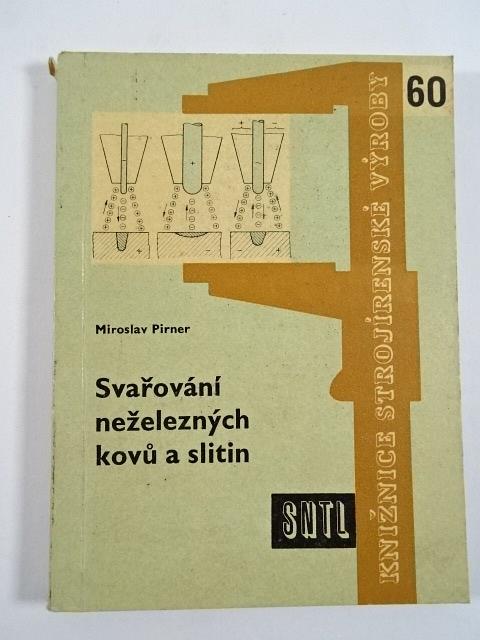 60
KNIŽNICE STROJÍRENSKÉ VÝROBY
Miroslav Pirner
Svařování
neželezných
kovů a slitin
SNTL